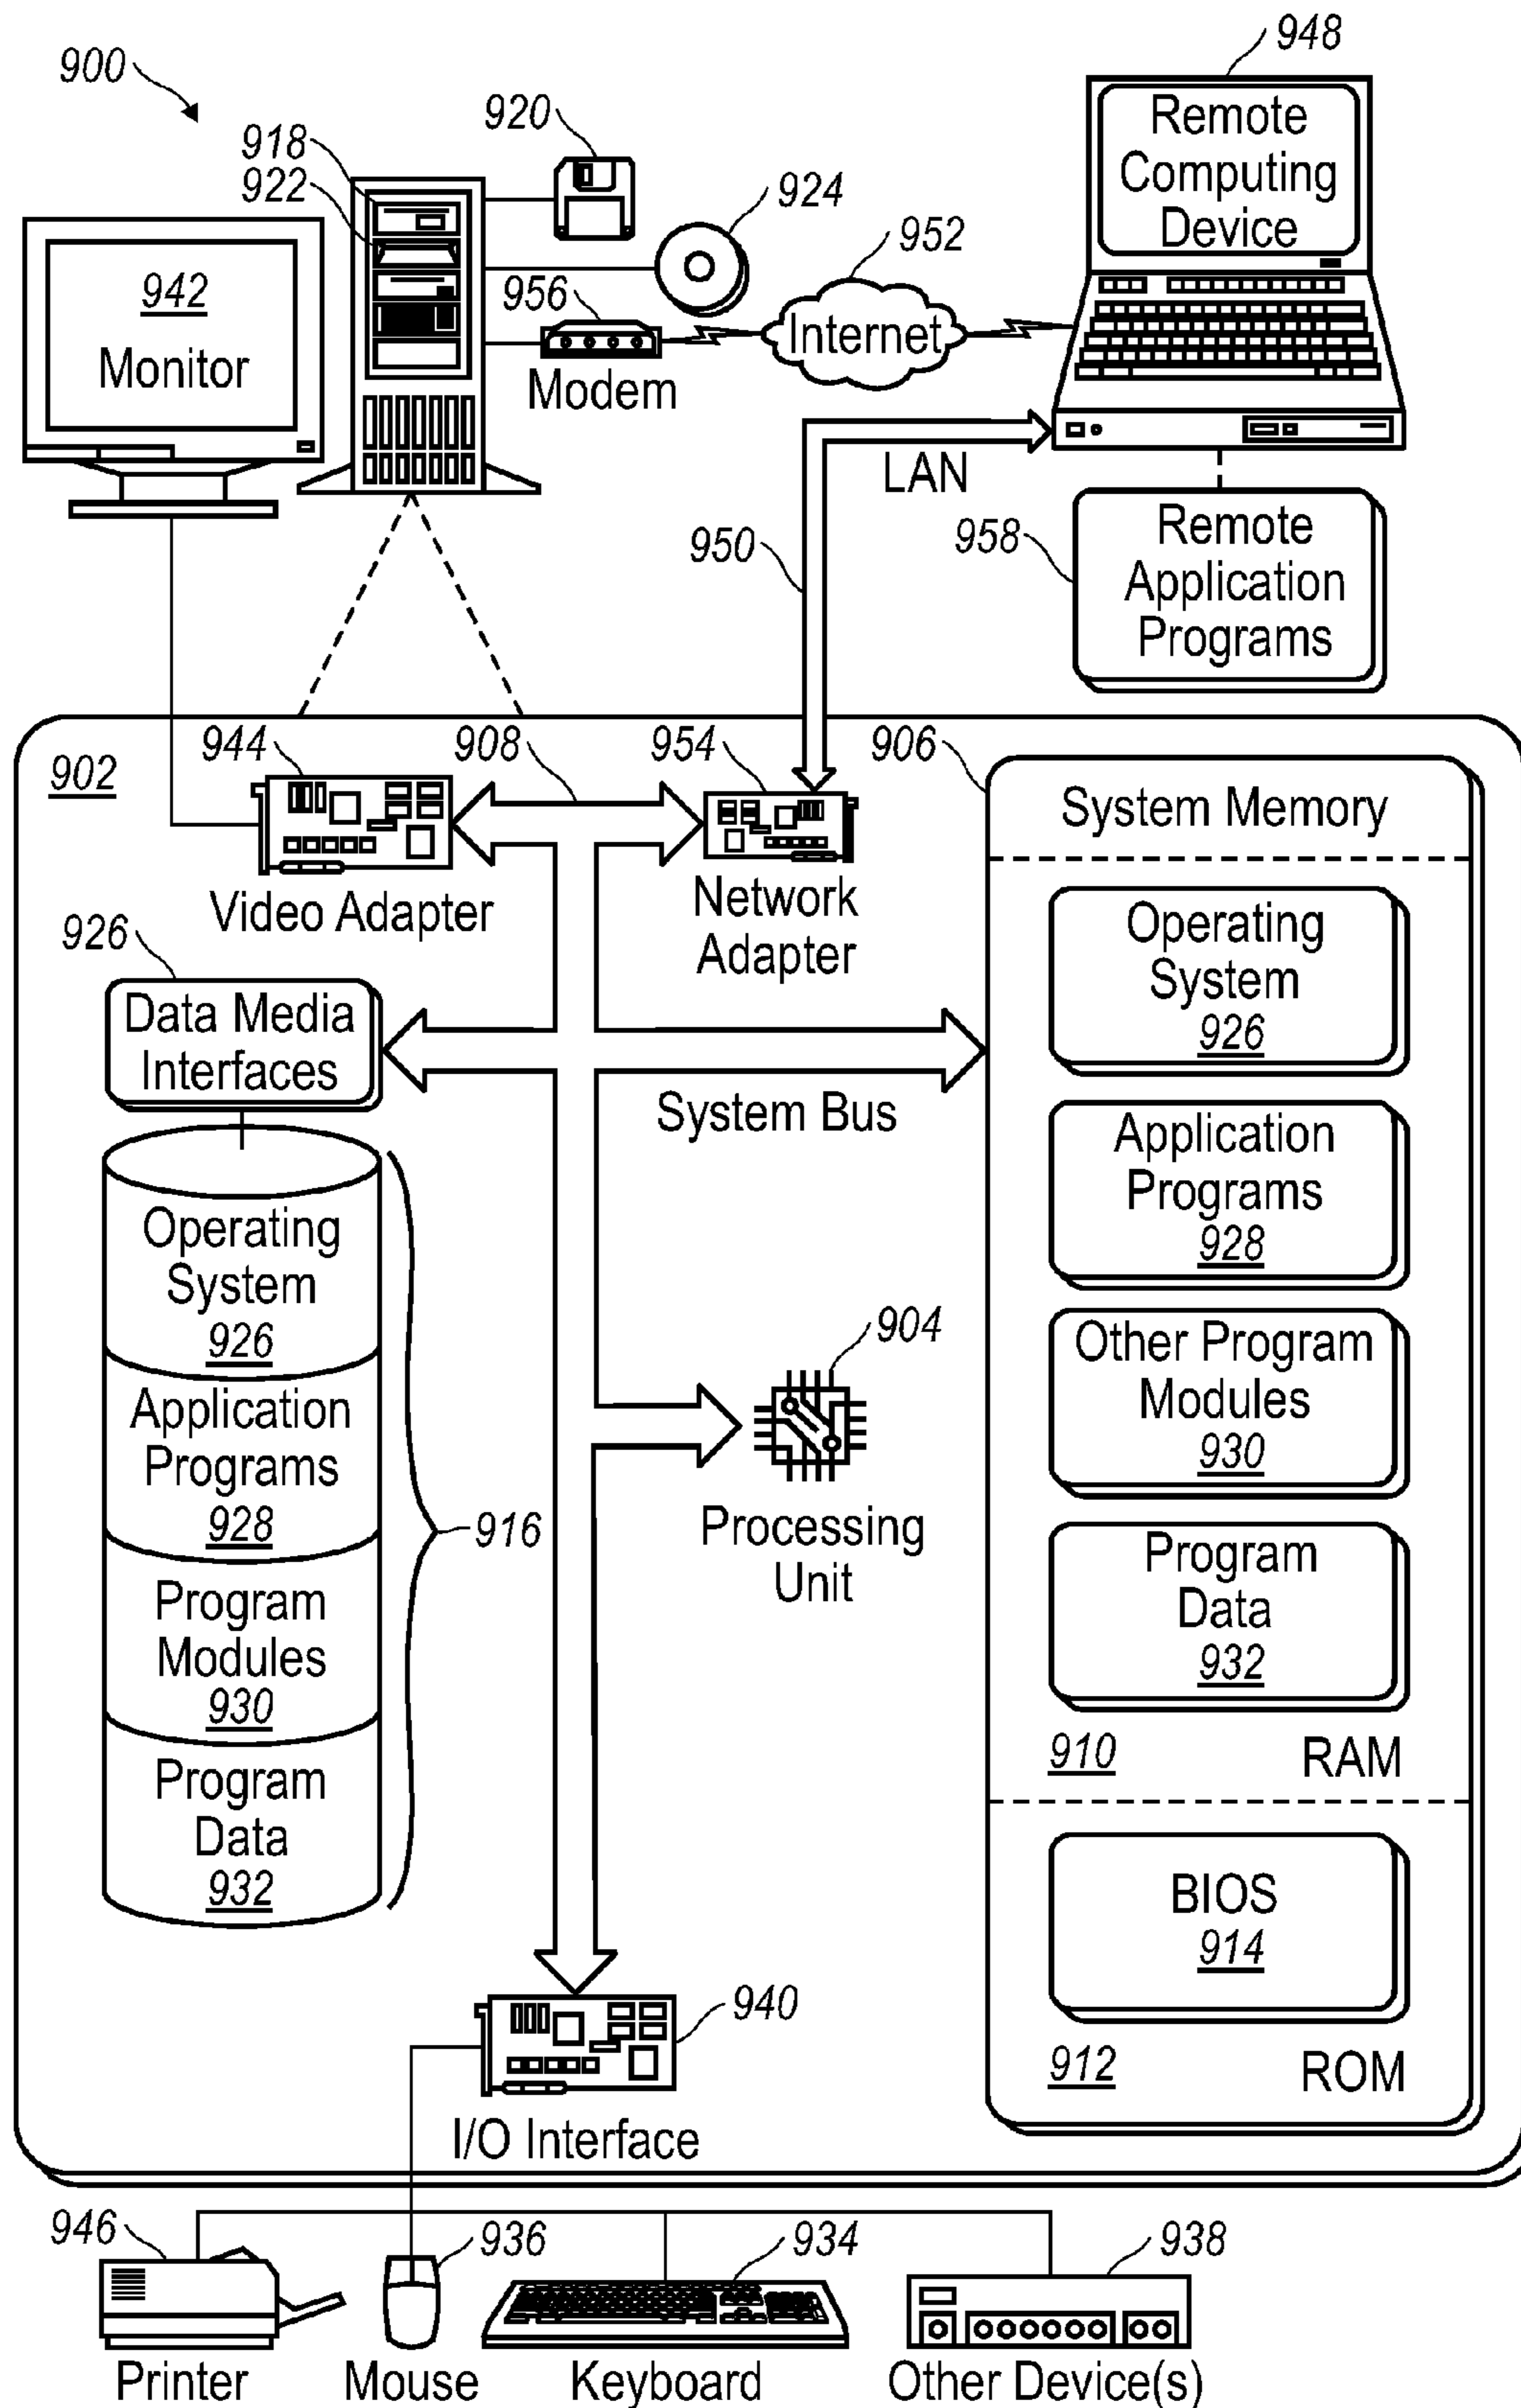 900
918
922
920
924
948
Remote
Computing
Device
952
942
Monitor
956
Modem
Internet
LAN
950
958
Remote
Application
Programs
902
944
908
954
906
Video Adapter
Network
Adapter
System Memory
926
Data Media
Interfaces
Operating
System
926
System Bus
Application
Programs
928
Operating
System
926
Application
Programs
928
Program
Modules
930
Program
Data
932
916
904
Processing
Unit
Other Program
Modules
930
Program
Data
932
910
RAM
BIOS
914
912
ROM
940
I/O Interface
946
936
934
938
Printer
Mouse
Keyboard
Other Device(s)